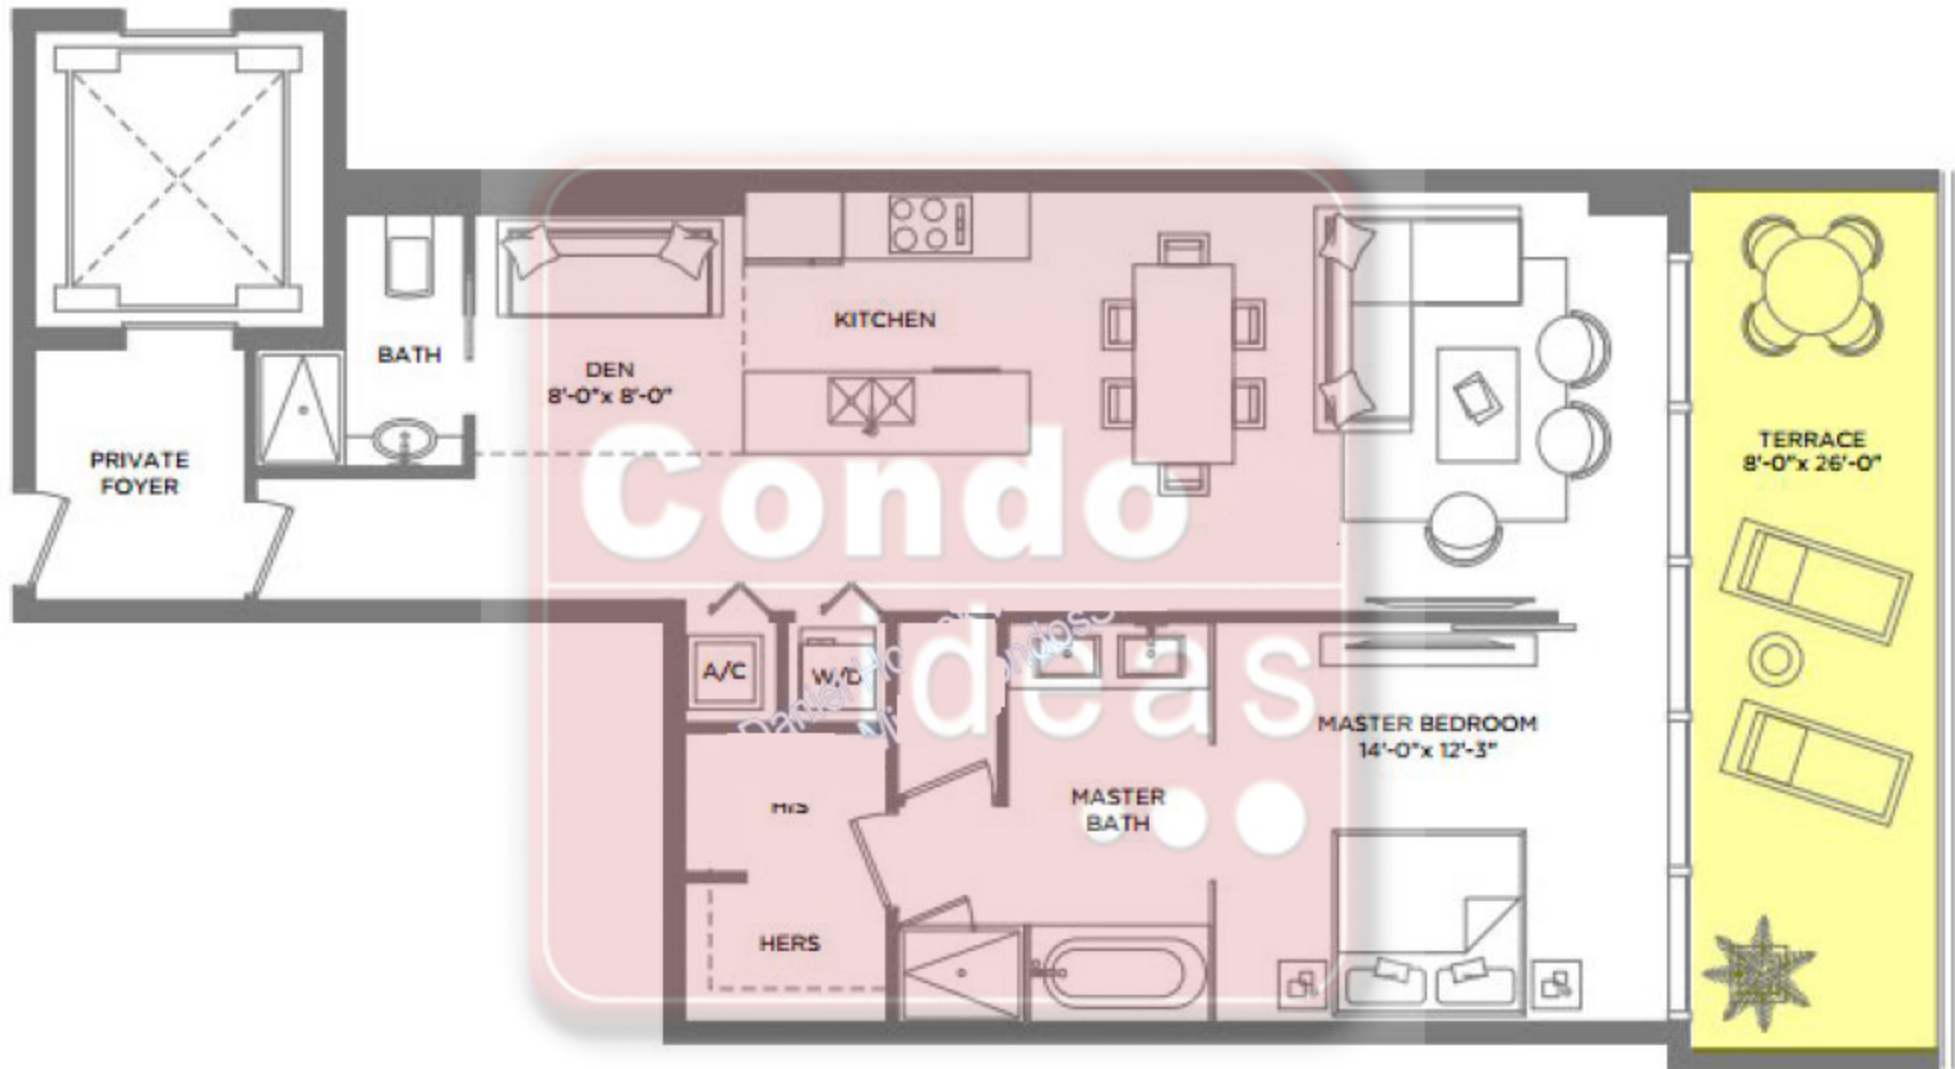 BATH
DEN
8'-0"x 8'-0"
KITCHEN
PRIVATE
FOYER
TERRACE
8'-0"x 26'-0"
Condo
Ideas
A/C
W/D
MASTER BEDROOM
14'-0"x 12'-3"
HIS
MASTER
BATH
HERS